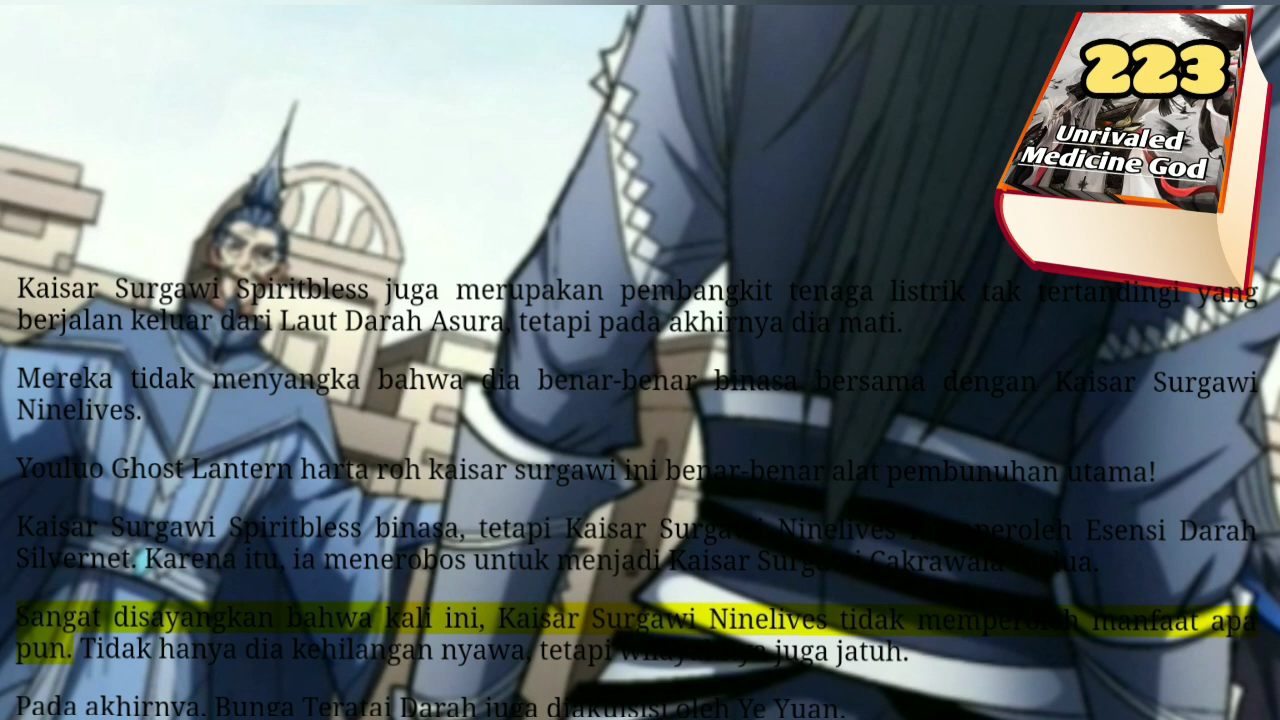 223
Unrivaled
Medicine God
Kaisar Surgawi Spiritbless juga merupakan pembangkit tenaga listrik tak tertandingi yang
berjalan keluar dari Laut Darah Asura, tetapi pada akhirnya dia mati.
Mereka tidak menyangka bahwa dia benar-benar binasa bersama dengan Kaisar Surgawi
Ninelives.
Youluo Ghost Lantern harta roh kaisar surgawi ini benar-benar alat pembunuhan utama!
Kaisar Surgawi Spiritbless binasa, tetapi Kaisar Surgawi Ninelives memperoleh Esensi Darah
Silvernet. Karena itu, ia menerobos untuk menjadi Kaisar Surgawi Cakrawala Kedua.
Sangat disayangkan bahwa kali ini, Kaisar Surgawi Ninelives tidak memperoleh manfaat apa
pun. Tidak hanya dia kehilangan nyawa, tetapi wilayahnya juga jatuh.
Pada akhirnya, Bunga Teratai Darah juga diakuisisi oleh Ye Yuan.